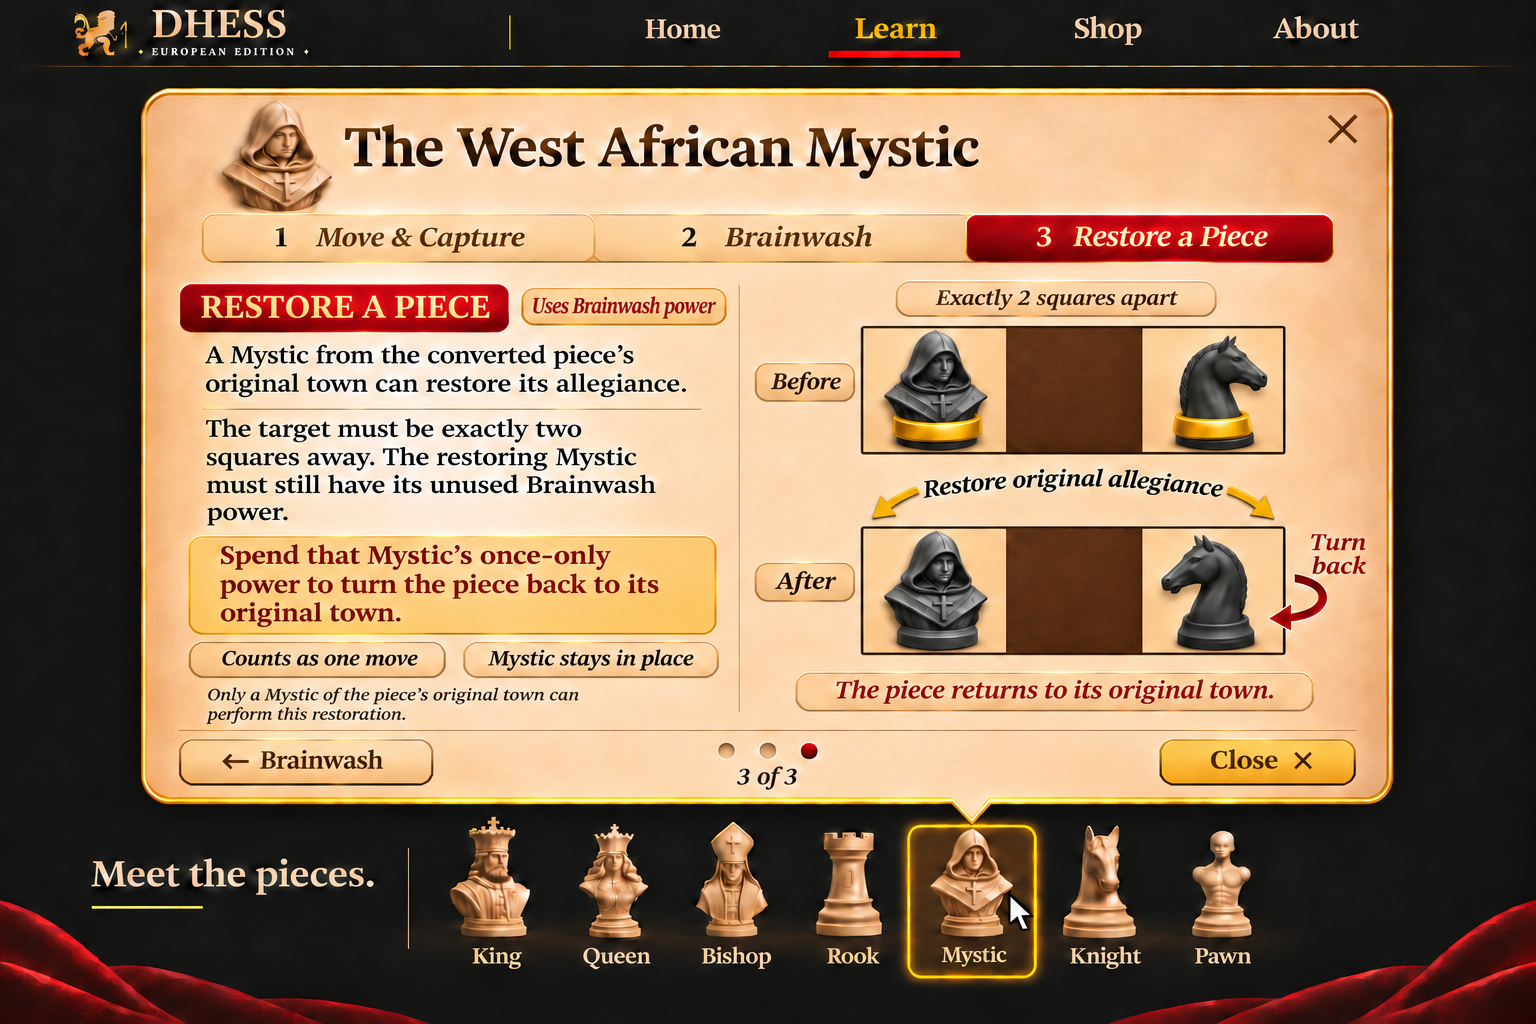 DHESS
EUROPEAN EDITION
Home
Learn
Shop
About
The West African Mystic
1 Move & Capture
2 Brainwash
3 Restore a Piece
RESTORE A PIECE
Uses Brainwash power
A Mystic from the converted piece's
original town can restore its allegiance.
The target must be exactly two
squares away. The restoring Mystic
must still have its unused Brainwash
power.
Spend that Mystic's once-only
power to turn the piece back to its
original town.
Counts as one move
Mystic stays in place
Only a Mystic of the piece's original town can
perform this restoration.
Exactly 2 squares apart
Before
Restore original allegiance
After
Turn
back
The piece returns to its original town.
← Brainwash
3 of 3
Close ×
Meet the pieces.
King
Queen
Bishop
Rook
Mystic
Knight
Pawn